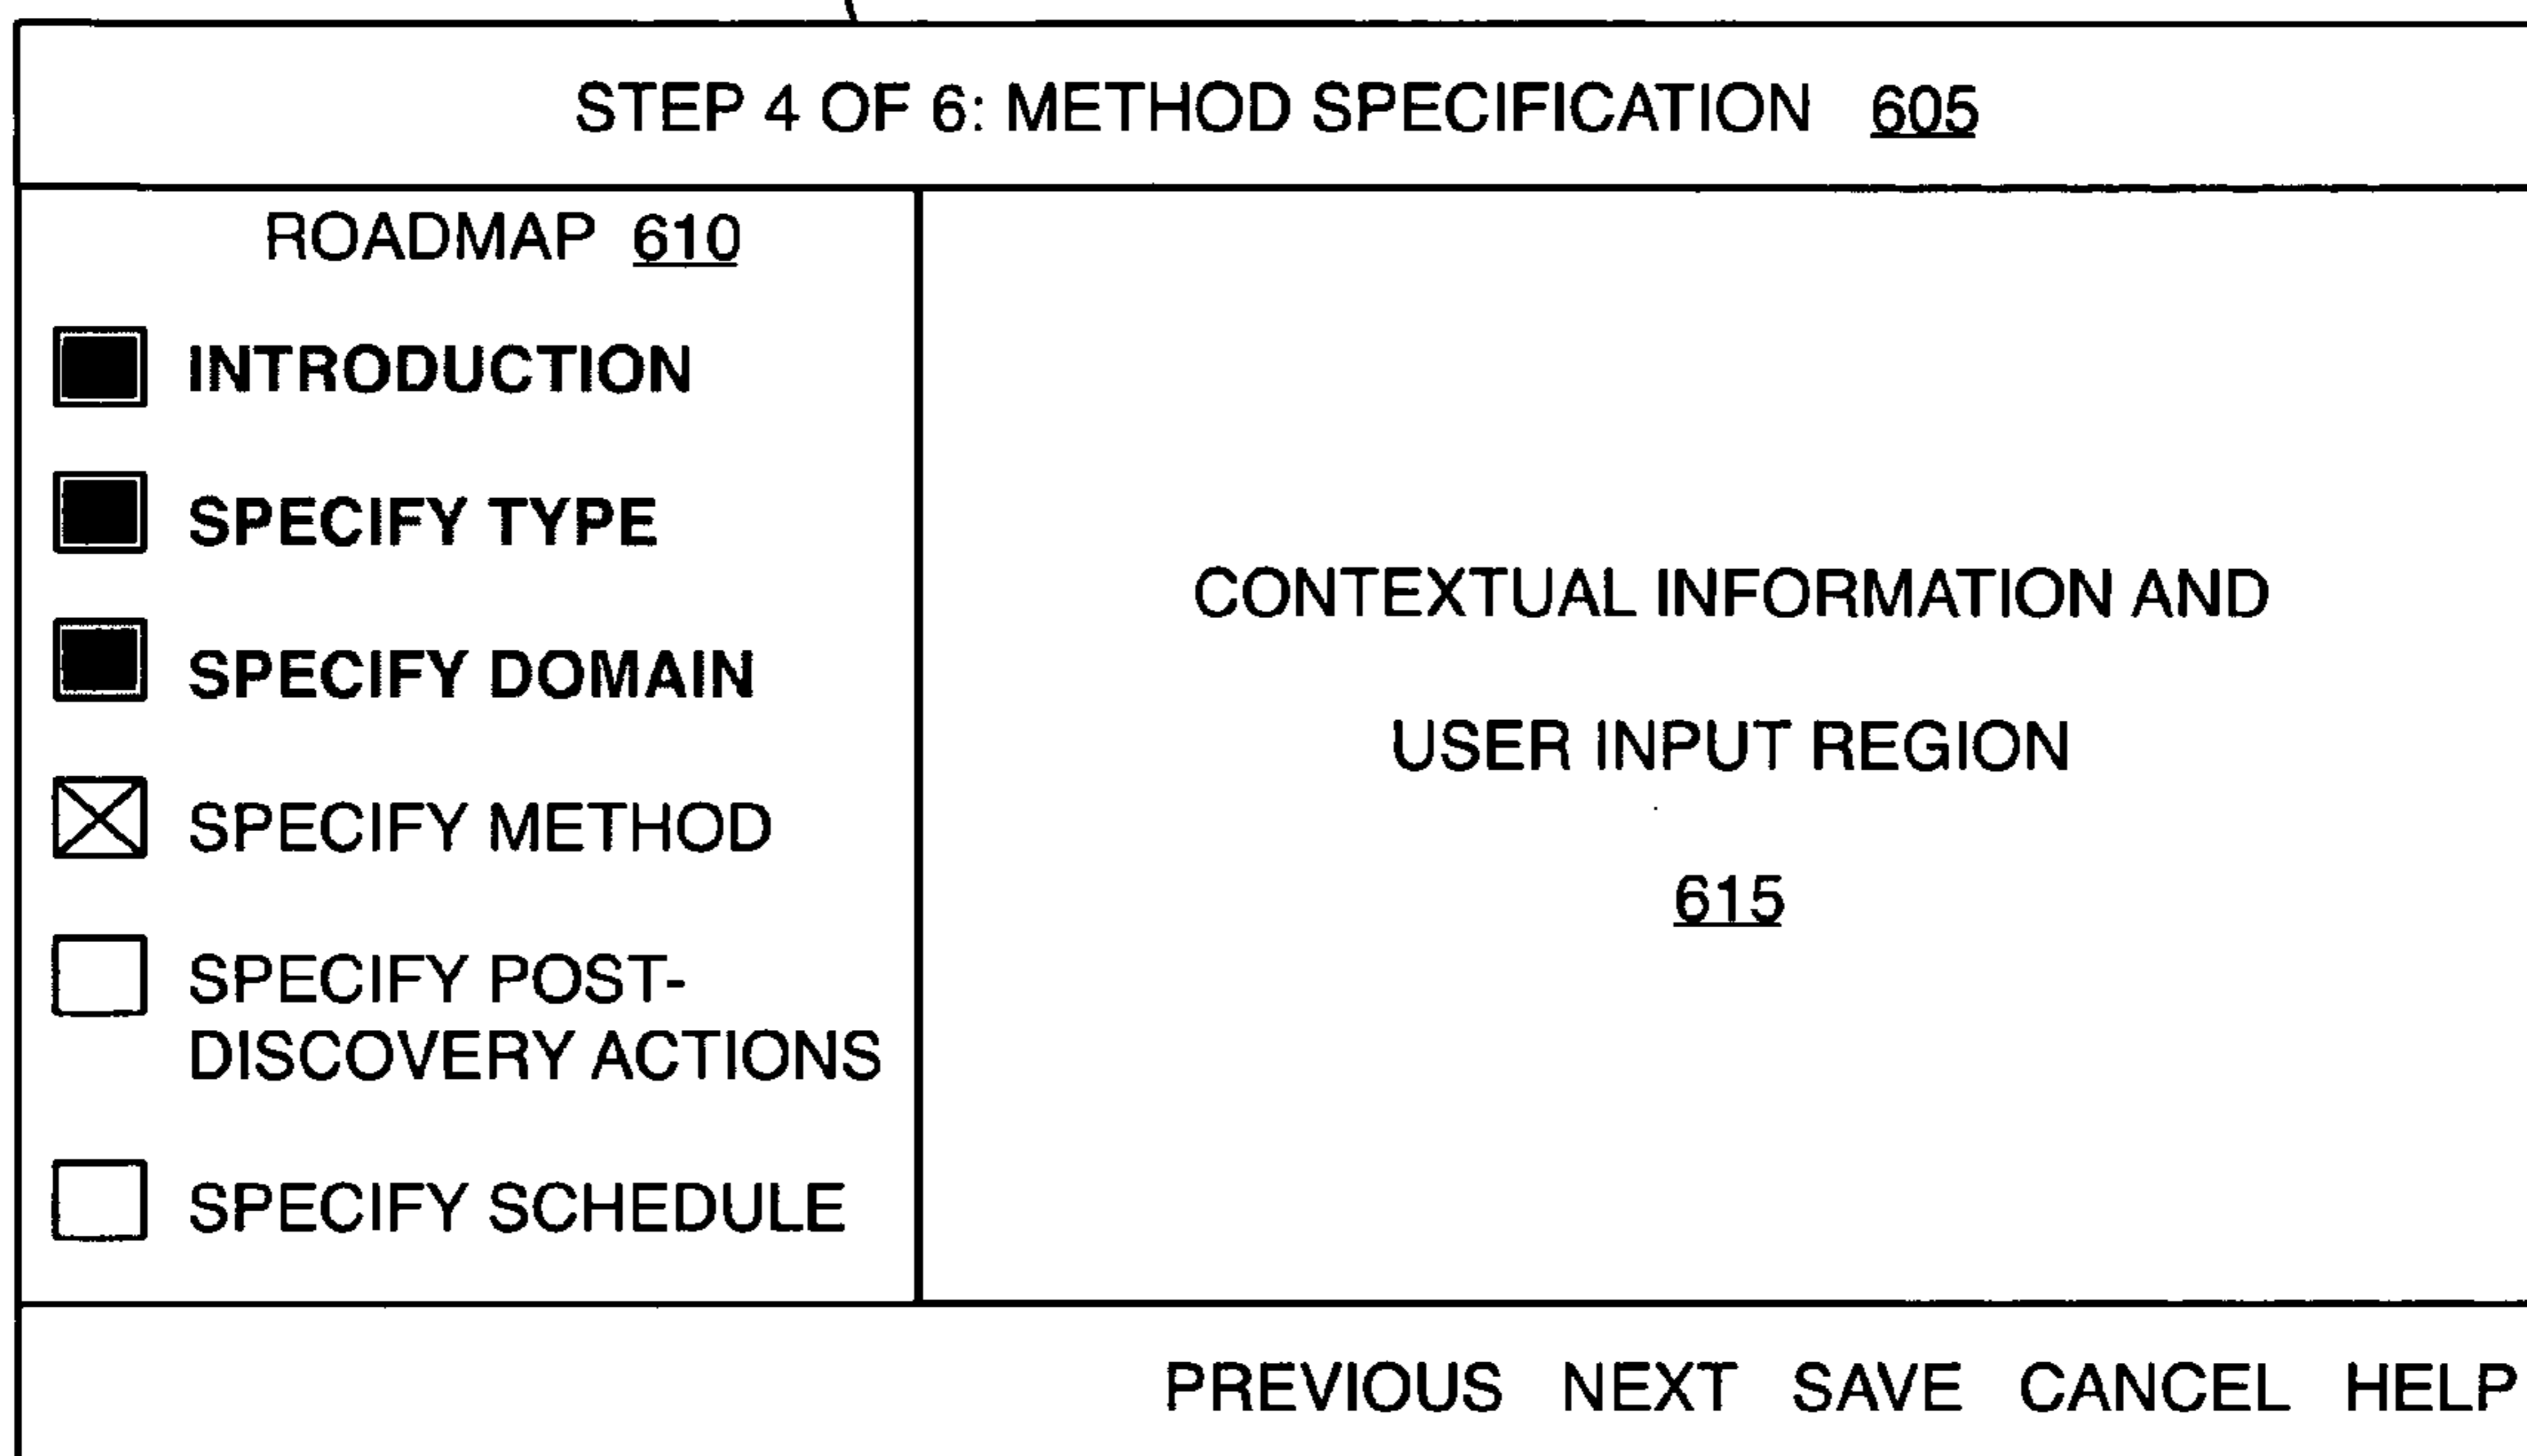 STEP 4 OF 6: METHOD SPECIFICATION 605
ROADMAP 610
INTRODUCTION
SPECIFY TYPE
SPECIFY DOMAIN
SPECIFY METHOD
SPECIFY POST-
DISCOVERY ACTIONS
SPECIFY SCHEDULE
CONTEXTUAL INFORMATION AND
USER INPUT REGION
615
PREVIOUS NEXT SAVE CANCEL HELP